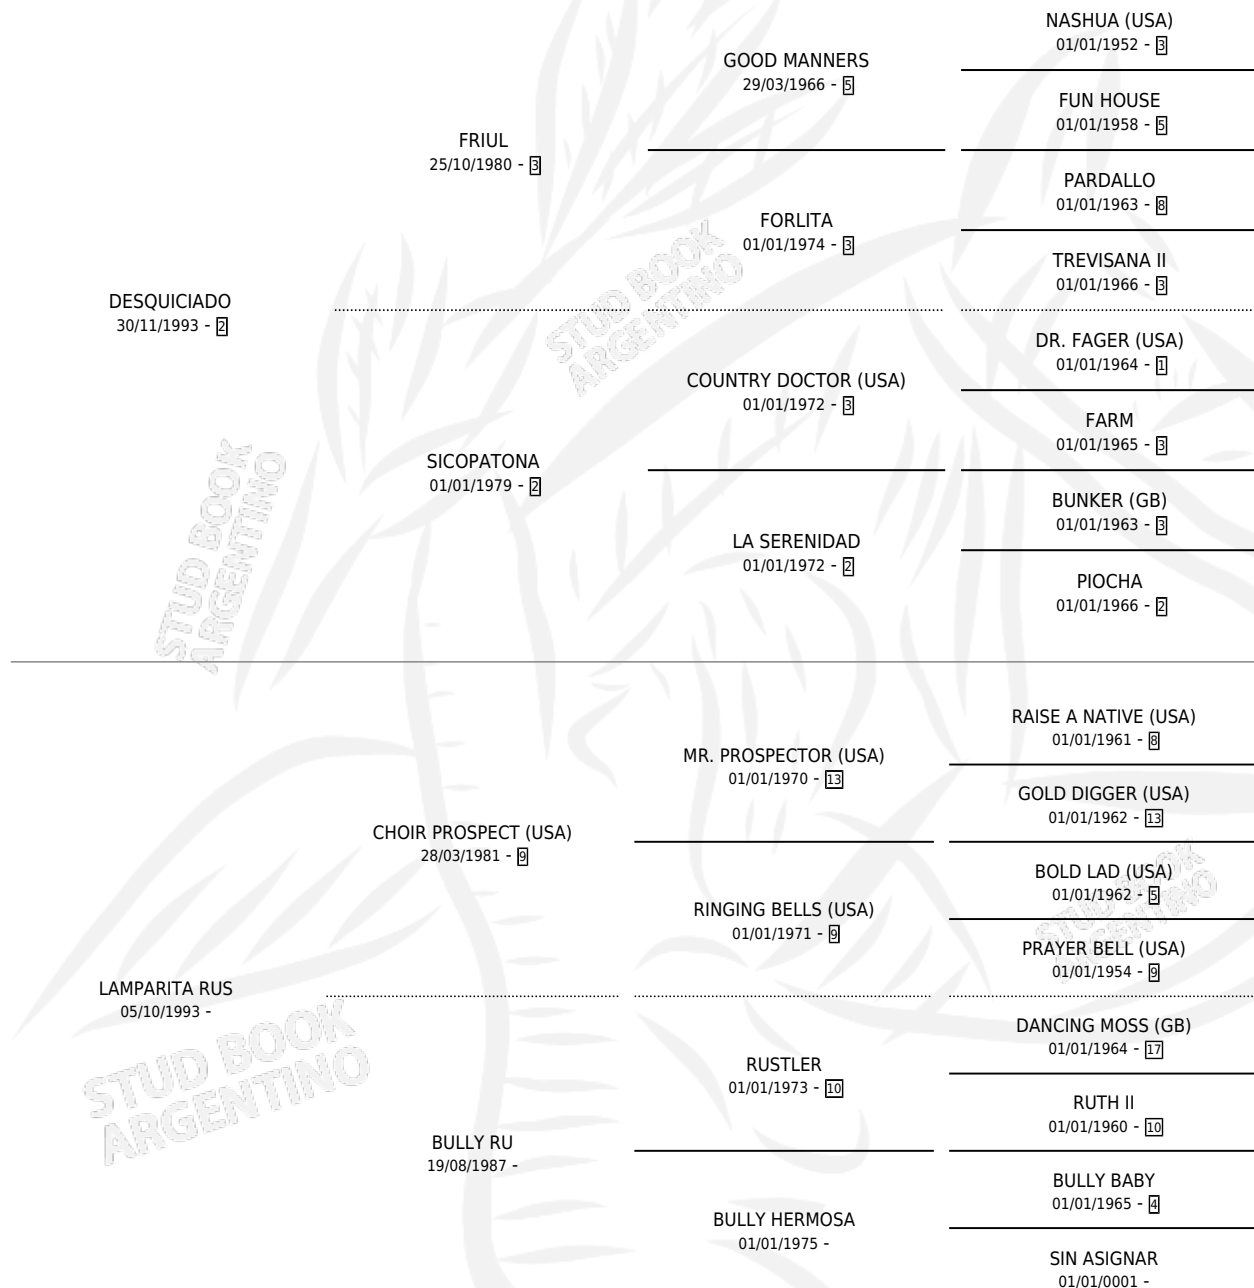 NASHUA (USA)
01/01/1952 - 3
GOOD MANNERS
29/03/1966 - 5
FUN HOUSE
01/01/1958 - 5
FRIUL
25/10/1980 - 3
PARDALLO
01/01/1963 - 8
FORLITA
01/01/1974 - 3
TREVISANA II
01/01/1966 - 3
DESQUICIADO
30/11/1993 - 2
DR. FAGER (USA)
01/01/1964 - 1
COUNTRY DOCTOR (USA)
01/01/1972 - 3
FARM
01/01/1965 - 3
SICOPATONA
01/01/1979 - 2
BUNKER (GB)
01/01/1963 - 3
LA SERENIDAD
01/01/1972 - 2
PIOCHA
01/01/1966 - 2
RAISE A NATIVE (USA)
01/01/1961 - 8
MR. PROSPECTOR (USA)
01/01/1970 - 13
GOLD DIGGER (USA)
01/01/1962 - 13
CHOIR PROSPECT (USA)
28/03/1981 - 9
BOLD LAD (USA)
01/01/1962 - 5
RINGING BELLS (USA)
01/01/1971 - 9
PRAYER BELL (USA)
01/01/1954 - 9
LAMPARITA RUS
05/10/1993 -
DANCING MOSS (GB)
01/01/1964 - 17
RUSTLER
01/01/1973 - 10
RUTH II
01/01/1960 - 10
BULLY RU
19/08/1987 -
BULLY BABY
01/01/1965 - 4
BULLY HERMOSA
01/01/1975 -
SIN ASIGNAR
01/01/0001 -
STUD BOOK
ARGENTINO
STUD BOOK
ARGENTINO
STUD BOOK
ARGENTINO
STUD BOOK
ARGENTINO